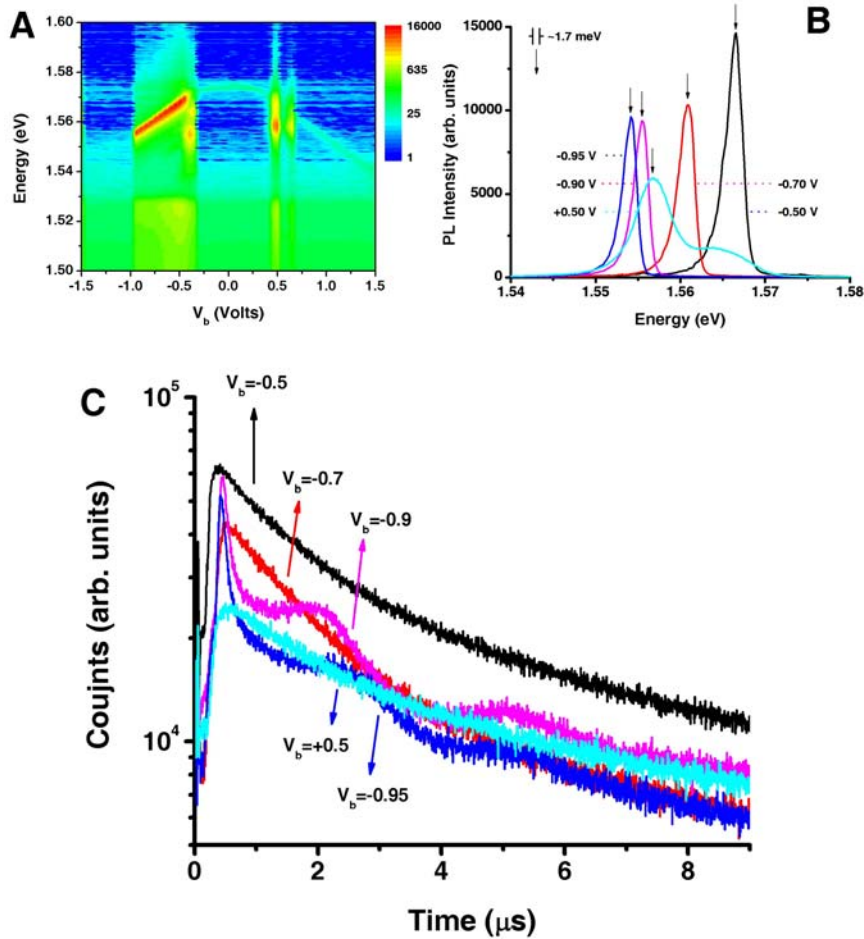 A
1.60
1.58
1.56
1.54
1.52
1.50
Energy (eV)
-1.5 -1.0 -0.5 0.0 0.5 1.0 1.5
V_b (Volts)
16000
635
25
1
B
~1.7 meV
15000
10000
5000
0
PL Intensity (arb. units)
-0.95 V
-0.90 V
+0.50 V
-0.70 V
-0.50 V
1.54 1.55 1.56 1.57 1.58
Energy (eV)
C
10^5
10^4
Coujnts (arb. units)
V_b=-0.5
V_b=-0.7
V_b=-0.9
V_b=+0.5
V_b=-0.95
0 2 4 6 8
Time (μs)